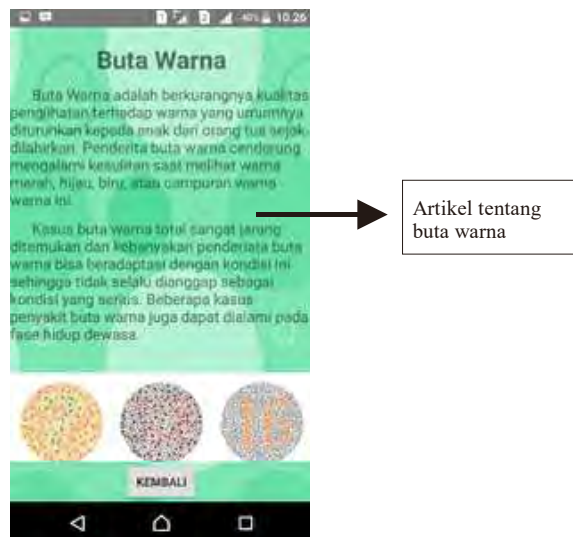 1 2 40% 10.26
Buta Warna
Buta Warna adalah berkurangnya kualitas
penglihatan terhadap warna yang umumnya
diturunkan kepada anak dari orang tua sejak
dilahirkan. Penderita buta warna cenderung
mengalami kesulitan saat melihat warna
merah, hijau, biru, atau campuran warna
warna ini.
Kasus buta warna total sangat jarang
ditemukan dan kebanyakan penderiata buta
warna bisa beradaptasi dengan kondisi ini
sehingga tidak selalu dianggap sebagai
kondisi yang serius. Beberapa kasus
penyakit buta warna juga dapat dialami pada
fase hidup dewasa.
Artikel tentang
buta warna
16
KEMBALI